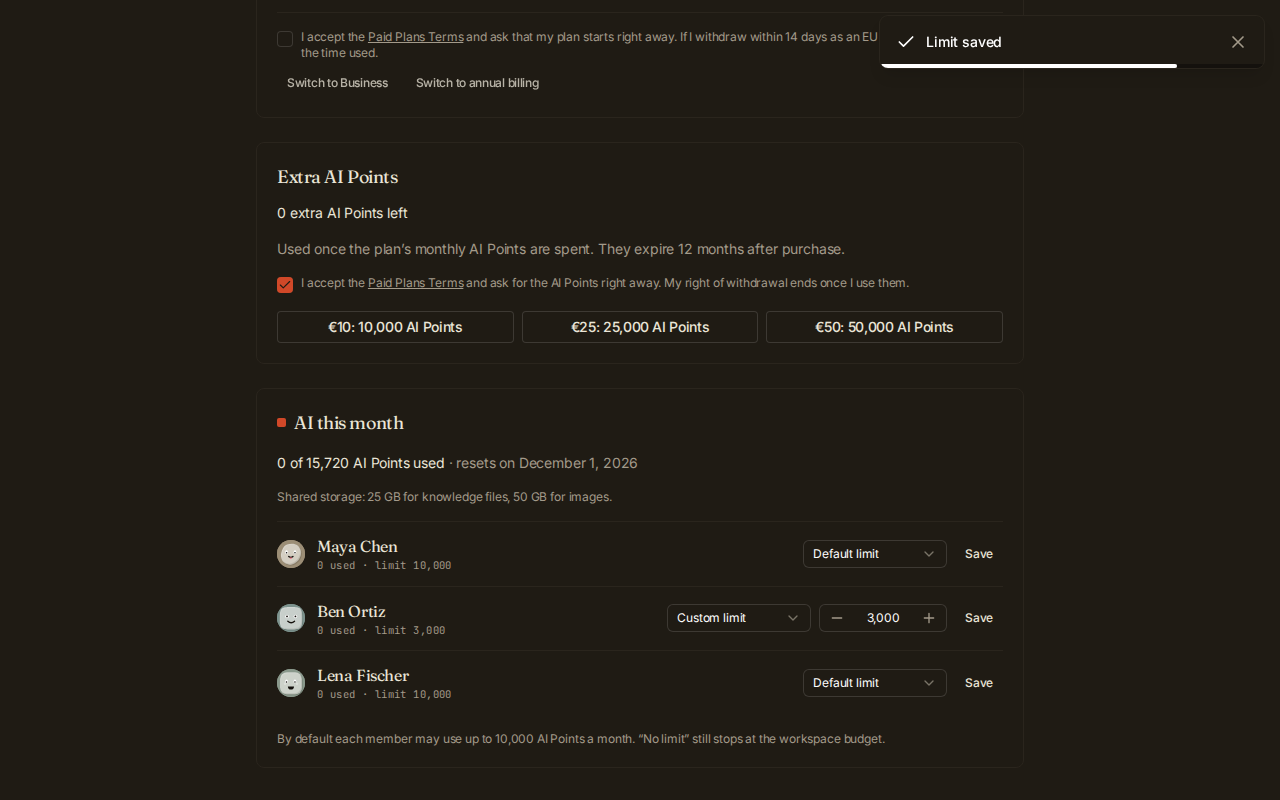 I accept the Paid Plans Terms and ask that my plan starts right away. If I withdraw within 14 days as an EU
the time used.
Limit saved
Switch to Business
Switch to annual billing
Extra AI Points
0 extra AI Points left
Used once the plan's monthly AI Points are spent. They expire 12 months after purchase.
I accept the Paid Plans Terms and ask for the AI Points right away. My right of withdrawal ends once I use them.
€10: 10,000 AI Points
€25: 25,000 AI Points
€50: 50,000 AI Points
AI this month
0 of 15,720 AI Points used · resets on December 1, 2026
Shared storage: 25 GB for knowledge files, 50 GB for images.
Maya Chen
0 used · limit 10,000
Default limit
Save
Ben Ortiz
0 used · limit 3,000
Custom limit
3,000
Save
Lena Fischer
0 used · limit 10,000
Default limit
Save
By default each member may use up to 10,000 AI Points a month. “No limit” still stops at the workspace budget.